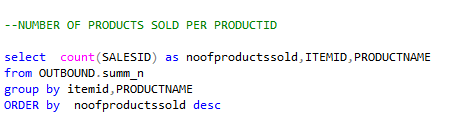 --NUMBER OF PRODUCTS SOLD PER PRODUCTID
select  count(SALESID) as noofproductssold,ITEMID,PRODUCTNAME
from OUTBOUND.summ_n
group by itemid,PRODUCTNAME
ORDER by  noofproductssold desc